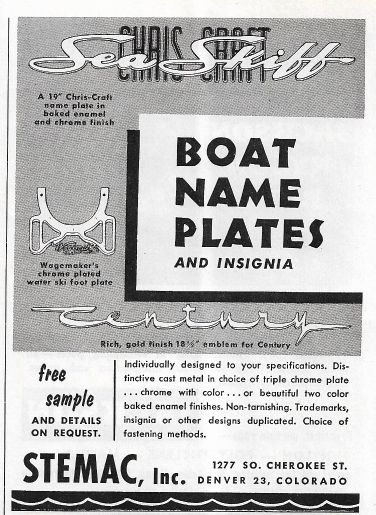 CHRIS CRAFT
Sea Skiff
A 19" Chris-Craft
name plate in
baked enamel
and chrome finish
BOAT
NAME
PLATES
AND INSIGNIA
Wagemaker's
chrome plated
water ski foot plate
Century
Rich, gold finish 18½" emblem for Century
free
sample
AND DETAILS
ON REQUEST.
Individually designed to your specifications. Dis-
tinctive cast metal in choice of triple chrome plate
. . . chrome with color . . . or beautiful two color
baked enamel finishes. Non-tarnishing. Trademarks,
insignia or other designs duplicated. Choice of
fastening methods.
STEMAC, Inc.
1277 SO. CHEROKEE ST.
DENVER 23, COLORADO